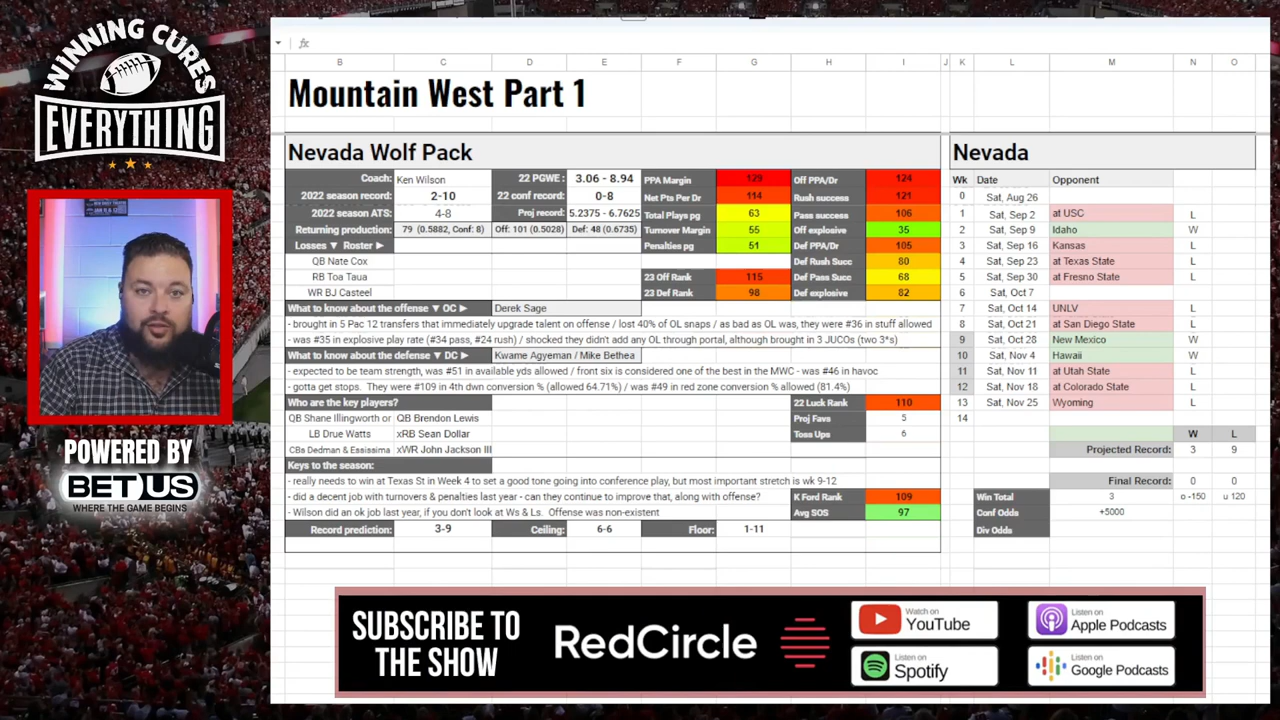 WINNING CURES
EVERYTHING
POWERED BY
BETUS
WHERE THE GAME BEGINS
fx
B C D E F G H I J K L M N O
Mountain West Part 1
Nevada Wolf Pack
Coach: Ken Wilson 22 PGWE : 3.06 - 8.94 PPA Margin 129 Off PPA/Dr 124
2022 season record: 2-10 22 conf record: 0-8 Net Pts Per Dr 114 Rush success 121
2022 season ATS: 4-8 Proj record: 5.2375 - 6.7625 Total Plays pg 63 Pass success 106
Returning production: 79 (0.5882, Conf: 8) Off: 101 (0.5028) Def: 48 (0.6735) Turnover Margin 55 Off explosive 35
Losses ▼ Roster ► Penalties pg 51 Def PPA/Dr 105
QB Nate Cox Def Rush Succ 80
RB Toa Taua 23 Off Rank 115 Def Pass Succ 68
WR BJ Casteel 23 Def Rank 98 Def explosive 82
What to know about the offense ▼ OC ► Derek Sage
- brought in 5 Pac 12 transfers that immediately upgrade talent on offense / lost 40% of OL snaps / as bad as OL was, they were #36 in stuff allowed
- was #35 in explosive play rate (#34 pass, #24 rush) / shocked they didn't add any OL through portal, although brought in 3 JUCOs (two 3*s)
What to know about the defense ▼ DC ► Kwame Agyeman / Mike Bethea
- expected to be team strength, was #51 in available yds allowed / front six is considered one of the best in the MWC - was #46 in havoc
- gotta get stops. They were #109 in 4th dwn conversion % (allowed 64.71%) / was #49 in red zone conversion % allowed (81.4%)
Who are the key players? 22 Luck Rank 110
QB Shane Illingworth or QB Brendon Lewis Proj Favs 5
LB Drue Watts xRB Sean Dollar Toss Ups 6
CBs Dedman & Essissima xWR John Jackson III
Keys to the season:
- really needs to win at Texas St in Week 4 to set a good tone going into conference play, but most important stretch is wk 9-12
- did a decent job with turnovers & penalties last year - can they continue to improve that, along with offense? K Ford Rank 109
- Wilson did an ok job last year, if you don't look at Ws & Ls. Offense was non-existent Avg SOS 97
Record prediction: 3-9 Ceiling: 6-6 Floor: 1-11
Nevada
Wk Date Opponent
0 Sat, Aug 26
1 Sat, Sep 2 at USC L
2 Sat, Sep 9 Idaho W
3 Sat, Sep 16 Kansas L
4 Sat, Sep 23 at Texas State L
5 Sat, Sep 30 at Fresno State L
6 Sat, Oct 7
7 Sat, Oct 14 UNLV L
8 Sat, Oct 21 at San Diego State L
9 Sat, Oct 28 New Mexico W
10 Sat, Nov 4 Hawaii W
11 Sat, Nov 11 at Utah State L
12 Sat, Nov 18 at Colorado State L
13 Sat, Nov 25 Wyoming L
14
W L
Projected Record: 3 9
Final Record: 0 0
Win Total 3 o -150 u 120
Conf Odds +5000
Div Odds
SUBSCRIBE TO
THE SHOW
RedCircle
Watch on
YouTube
Listen on
Spotify
Listen on
Apple Podcasts
Listen on
Google Podcasts